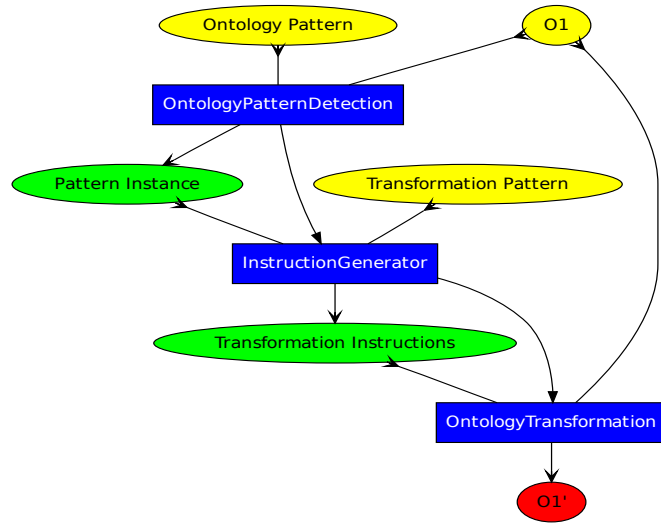 Ontology Pattern
O1
OntologyPatternDetection
Pattern Instance
Transformation Pattern
InstructionGenerator
Transformation Instructions
OntologyTransformation
O1'